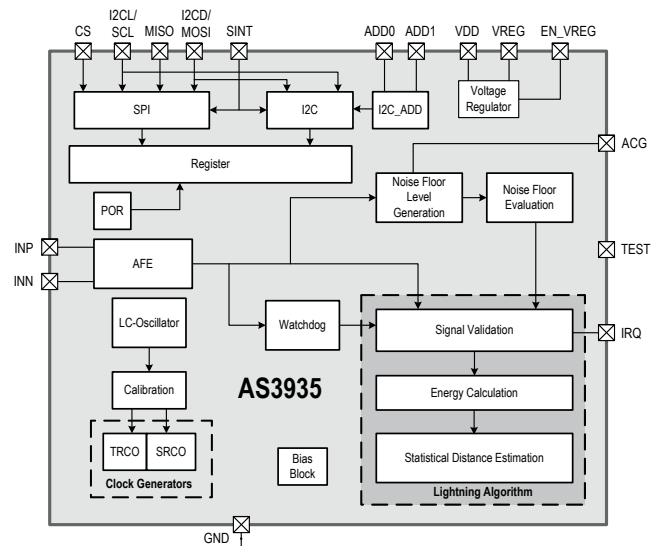 I2CL/ I2CD/
CS SCL MISO MOSI SINT ADD0 ADD1 VDD VREG EN_VREG
SPI
I2C
I2C_ADD
Voltage
Regulator
Register
ACG
POR
Noise Floor
Level
Generation
Noise Floor
Evaluation
INP
INN
AFE
TEST
LC-Oscillator
Watchdog
Signal Validation
IRQ
Calibration
AS3935
Energy Calculation
TRCO SRCO
Clock Generators
Bias
Block
Statistical Distance Estimation
Lightning Algorithm
GND